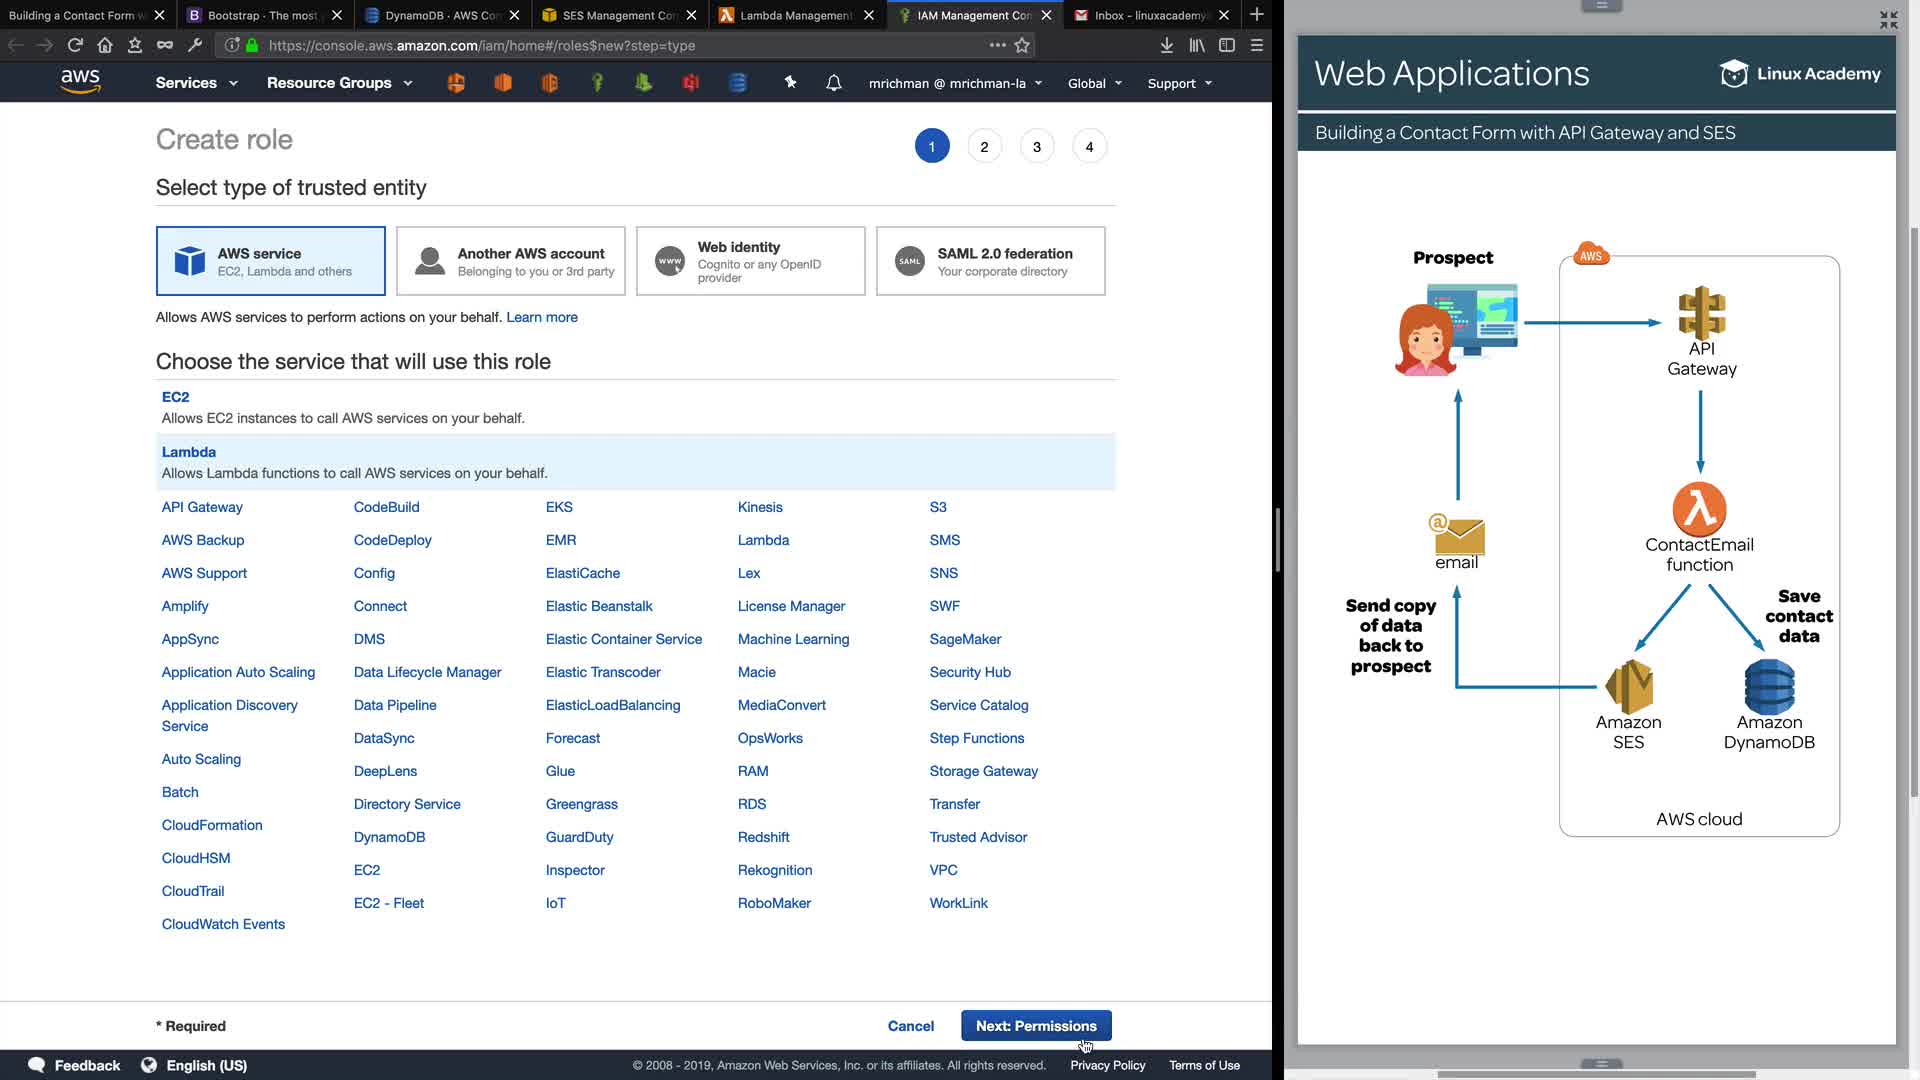 Building a Contact Form w
Bootstrap · The most
DynamoDB · AWS Con
SES Management Con
Lambda Management
IAM Management Con
Inbox – linuxacademy
https://console.aws.amazon.com/iam/home#/roles$new?step=type
aws
Services
Resource Groups
mrichman @ mrichman-la
Global
Support
Create role
1
2
3
4
Select type of trusted entity
AWS service
EC2, Lambda and others
Another AWS account
Belonging to you or 3rd party
www
Web identity
Cognito or any OpenID
provider
SAML
SAML 2.0 federation
Your corporate directory
Allows AWS services to perform actions on your behalf. Learn more
Choose the service that will use this role
EC2
Allows EC2 instances to call AWS services on your behalf.
Lambda
Allows Lambda functions to call AWS services on your behalf.
API Gateway
AWS Backup
AWS Support
Amplify
AppSync
Application Auto Scaling
Application Discovery
Service
Auto Scaling
Batch
CloudFormation
CloudHSM
CloudTrail
CloudWatch Events
CodeBuild
CodeDeploy
Config
Connect
DMS
Data Lifecycle Manager
Data Pipeline
DataSync
DeepLens
Directory Service
DynamoDB
EC2
EC2 - Fleet
EKS
EMR
ElastiCache
Elastic Beanstalk
Elastic Container Service
Elastic Transcoder
ElasticLoadBalancing
Forecast
Glue
Greengrass
GuardDuty
Inspector
IoT
Kinesis
Lambda
Lex
License Manager
Machine Learning
Macie
MediaConvert
OpsWorks
RAM
RDS
Redshift
Rekognition
RoboMaker
S3
SMS
SNS
SWF
SageMaker
Security Hub
Service Catalog
Step Functions
Storage Gateway
Transfer
Trusted Advisor
VPC
WorkLink
* Required
Cancel
Next: Permissions
Feedback
English (US)
© 2008 - 2019, Amazon Web Services, Inc. or its affiliates. All rights reserved.
Privacy Policy
Terms of Use
Web Applications
Linux Academy
Building a Contact Form with API Gateway and SES
Prospect
AWS
API
Gateway
ContactEmail
function
@
email
Send copy
of data
back to
prospect
Save
contact
data
Amazon
SES
Amazon
DynamoDB
AWS cloud